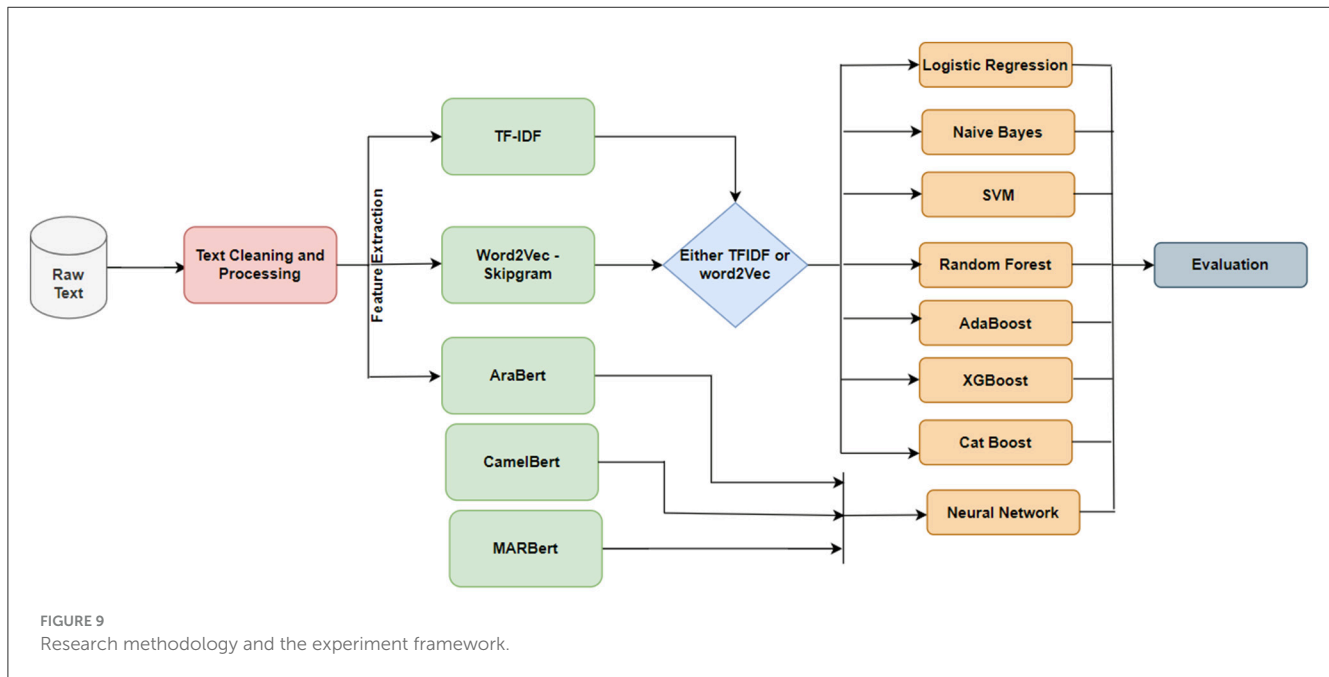 Raw
Text
Text Cleaning and
Processing
Feature Extraction
TF-IDF
Word2Vec -
Skipgram
AraBert
CamelBert
MARBert
Either TFIDF or
word2Vec
Logistic Regression
Naive Bayes
SVM
Random Forest
AdaBoost
XGBoost
Cat Boost
Neural Network
Evaluation
FIGURE 9
Research methodology and the experiment framework.